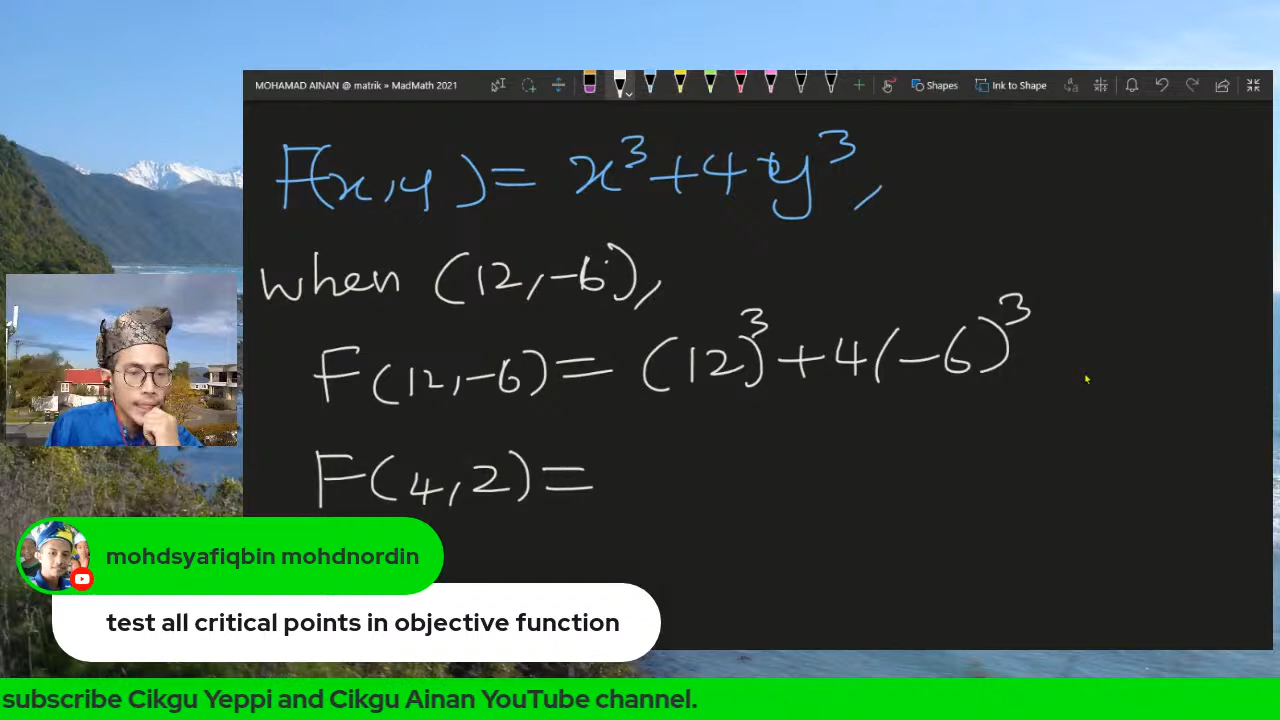 MOHAMAD AINAN @ matrik » MadMath 2021
Shapes
Ink to Shape
F(x,y) = x³+4y³,
when (12,-6),
F(12,-6) = (12)³+4(-6)³
F(4,2) =
mohdsyafiqbin mohdnordin
test all critical points in objective function
subscribe Cikgu Yeppi and Cikgu Ainan YouTube channel.